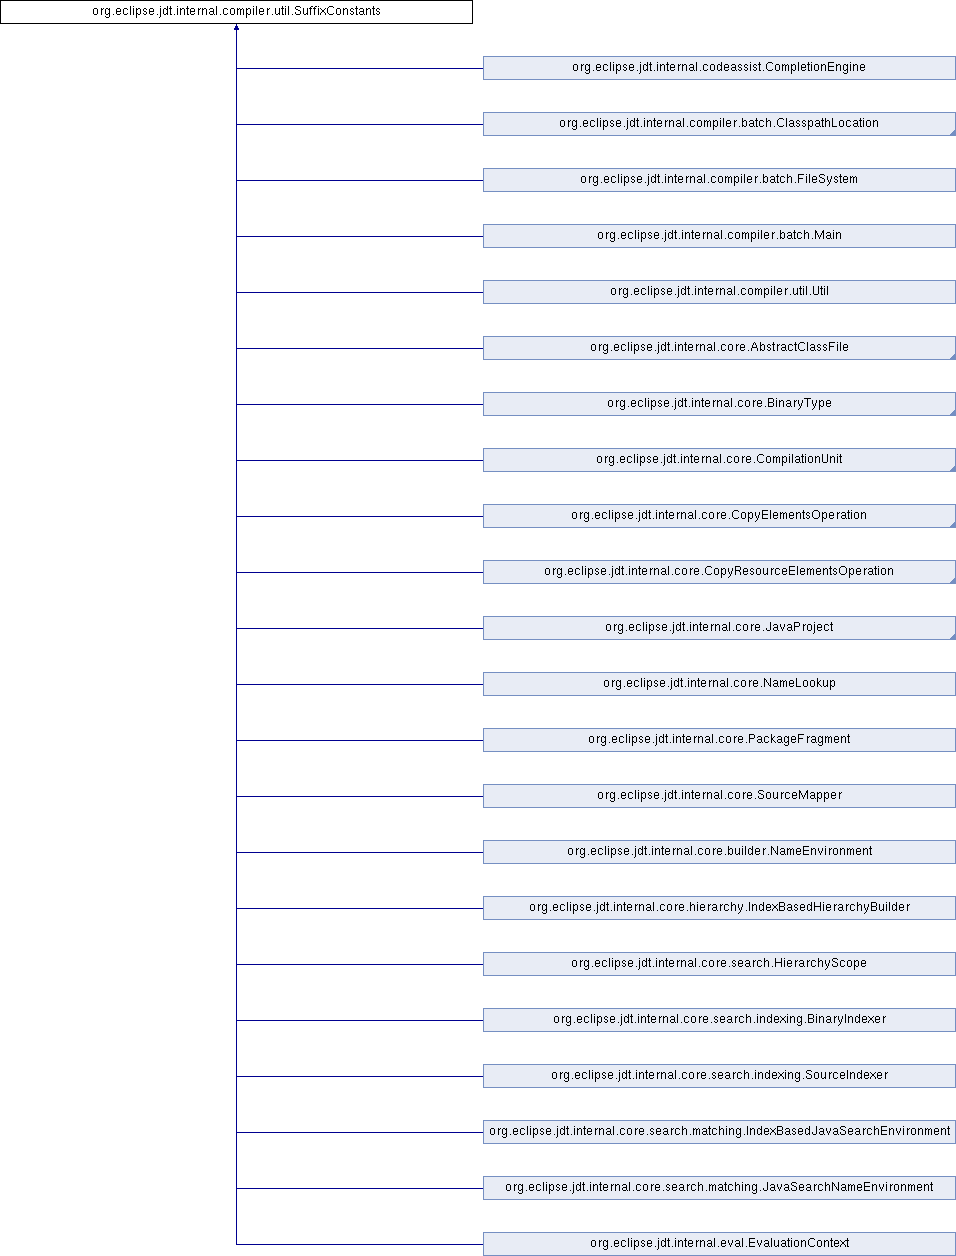 org.eclipse.jdt.internal.compiler.util.SuffixConstants
org.eclipse.jdt.internal.codeassist.CompletionEngine
org.eclipse.jdt.internal.compiler.batch.ClasspathLocation
org.eclipse.jdt.internal.compiler.batch.FileSystem
org.eclipse.jdt.internal.compiler.batch.Main
org.eclipse.jdt.internal.compiler.util.Util
org.eclipse.jdt.internal.core.AbstractClassFile
org.eclipse.jdt.internal.core.BinaryType
org.eclipse.jdt.internal.core.CompilationUnit
org.eclipse.jdt.internal.core.CopyElementsOperation
org.eclipse.jdt.internal.core.CopyResourceElementsOperation
org.eclipse.jdt.internal.core.JavaProject
org.eclipse.jdt.internal.core.NameLookup
org.eclipse.jdt.internal.core.PackageFragment
org.eclipse.jdt.internal.core.SourceMapper
org.eclipse.jdt.internal.core.builder.NameEnvironment
org.eclipse.jdt.internal.core.hierarchy.IndexBasedHierarchyBuilder
org.eclipse.jdt.internal.core.search.HierarchyScope
org.eclipse.jdt.internal.core.search.indexing.BinaryIndexer
org.eclipse.jdt.internal.core.search.indexing.SourceIndexer
org.eclipse.jdt.internal.core.search.matching.IndexBasedJavaSearchEnvironment
org.eclipse.jdt.internal.core.search.matching.JavaSearchNameEnvironment
org.eclipse.jdt.internal.eval.EvaluationContext